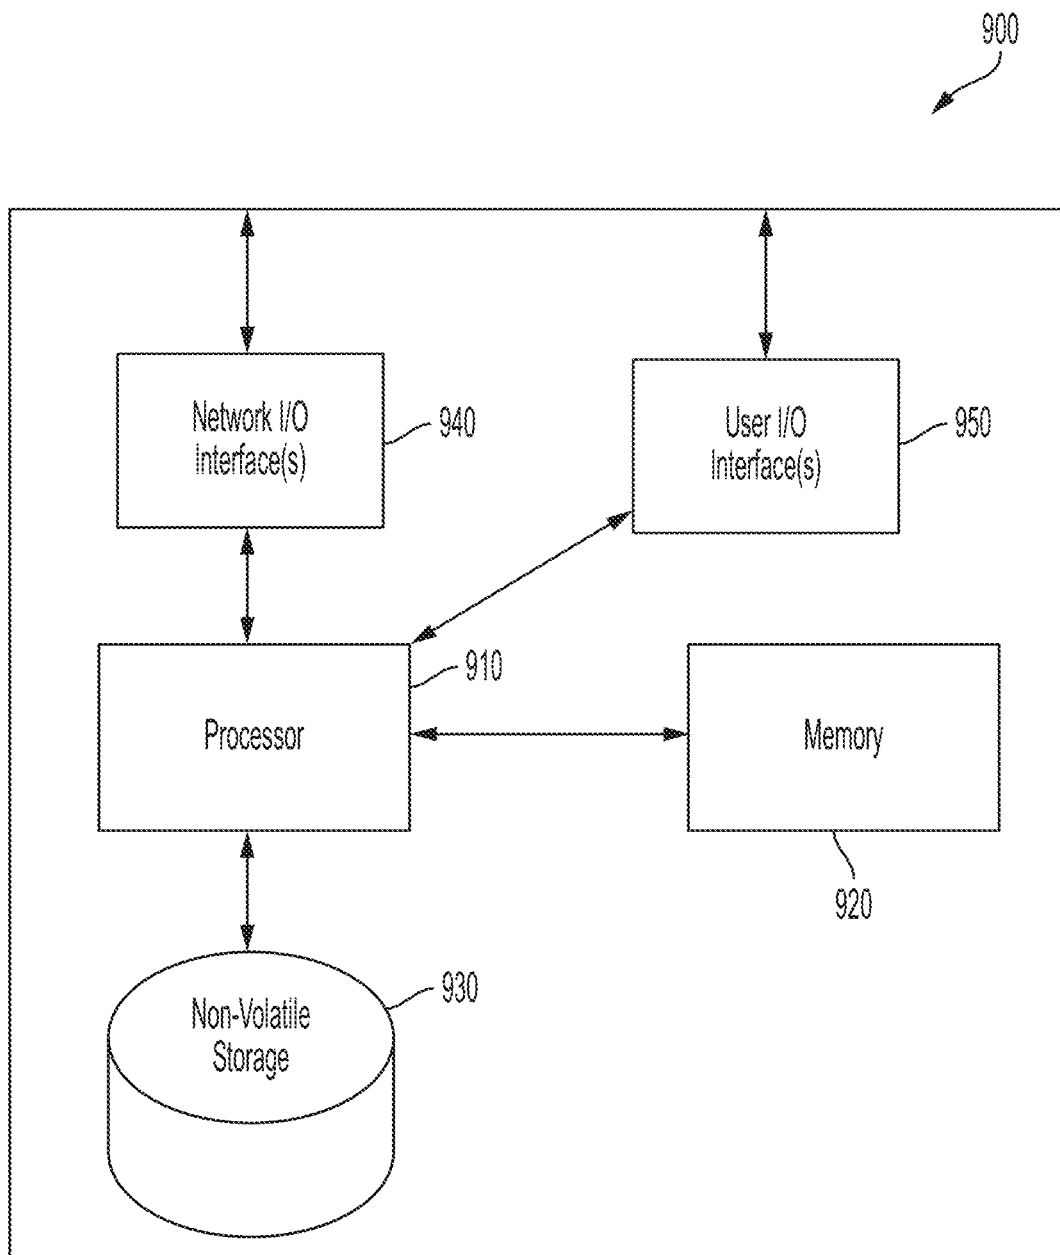 900
Network I/O
Interface(s)
940
User I/O
Interface(s)
950
910
Processor
Memory
920
930
Non-Volatile
Storage